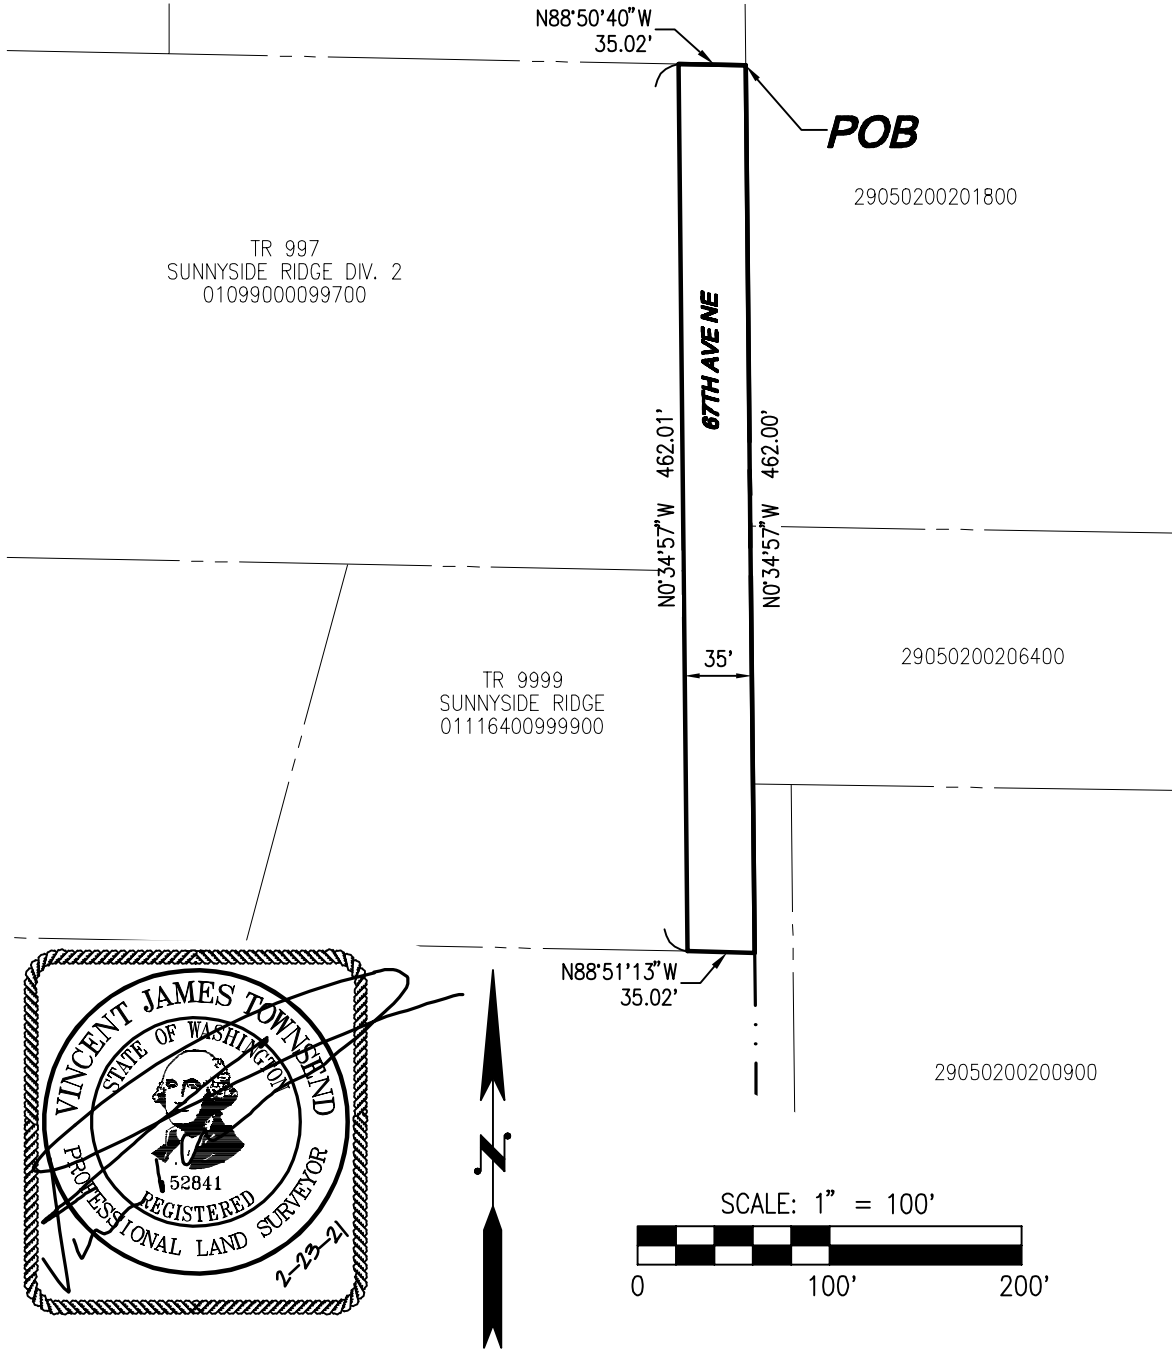 N88°50'40"W
35.02'
POB
29050200201800
TR 997
SUNNYSIDE RIDGE DIV. 2
01099000099700
67TH AVE NE
N0°34'57"W 462.01'
N0°34'57"W 462.00'
35'
29050200206400
TR 9999
SUNNYSIDE RIDGE
01116400999900
N88°51'13"W
35.02'
29050200200900
VINCENT JAMES TOWNSEND
STATE OF WASHINGTON
52841
REGISTERED
PROFESSIONAL LAND SURVEYOR
2-23-21
N
SCALE: 1" = 100'
0 100' 200'